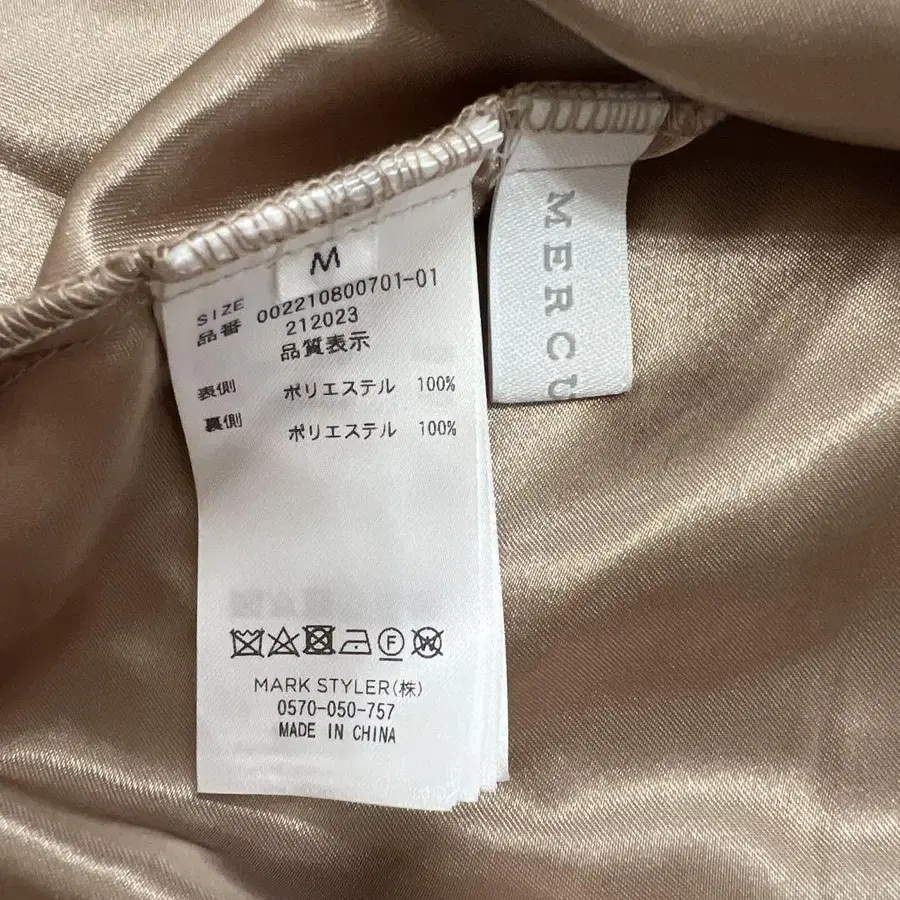 M
SIZE
品番 002210800701-01
212023
品質表示
表側 ポリエステル 100%
裏側 ポリエステル 100%
F W
MARK STYLER(株)
0570-050-757
MADE IN CHINA
MERCU